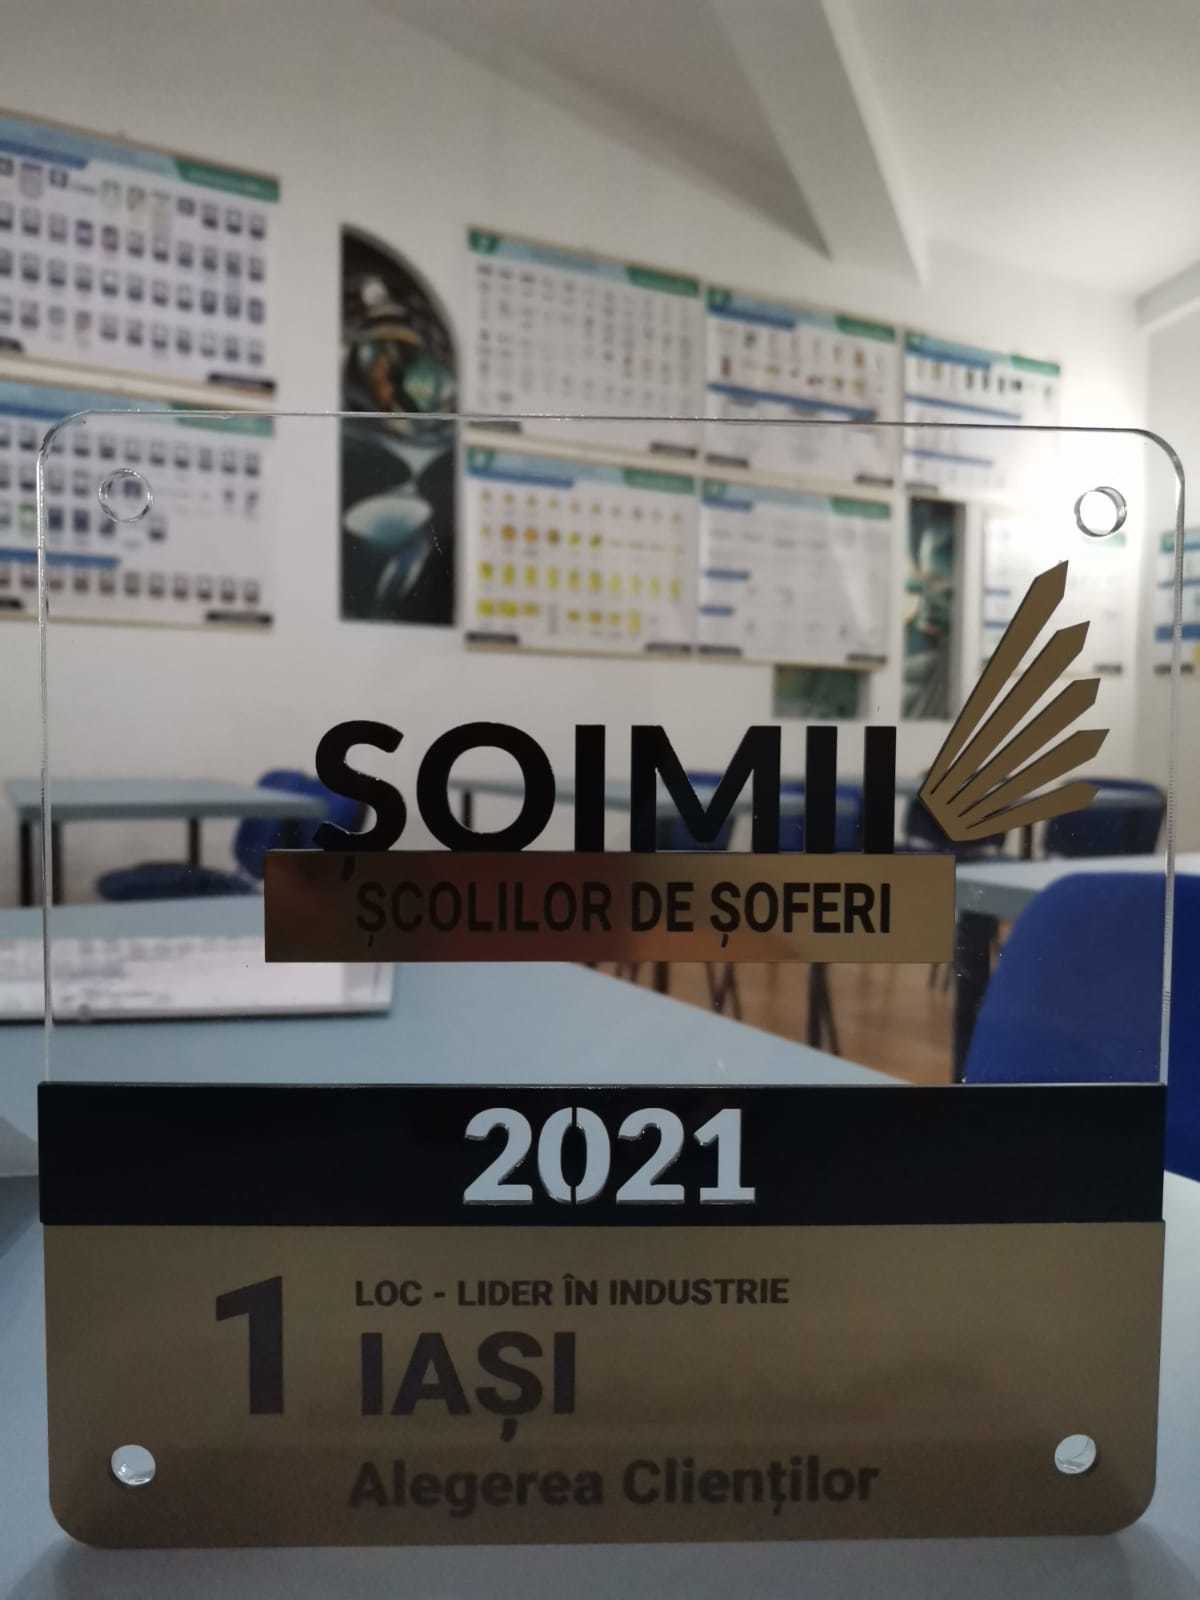 ȘOIMII
ȘCOLILOR DE ȘOFERI
2021
1 LOC - LIDER ÎN INDUSTRIE
IAȘI
Alegerea Clienților